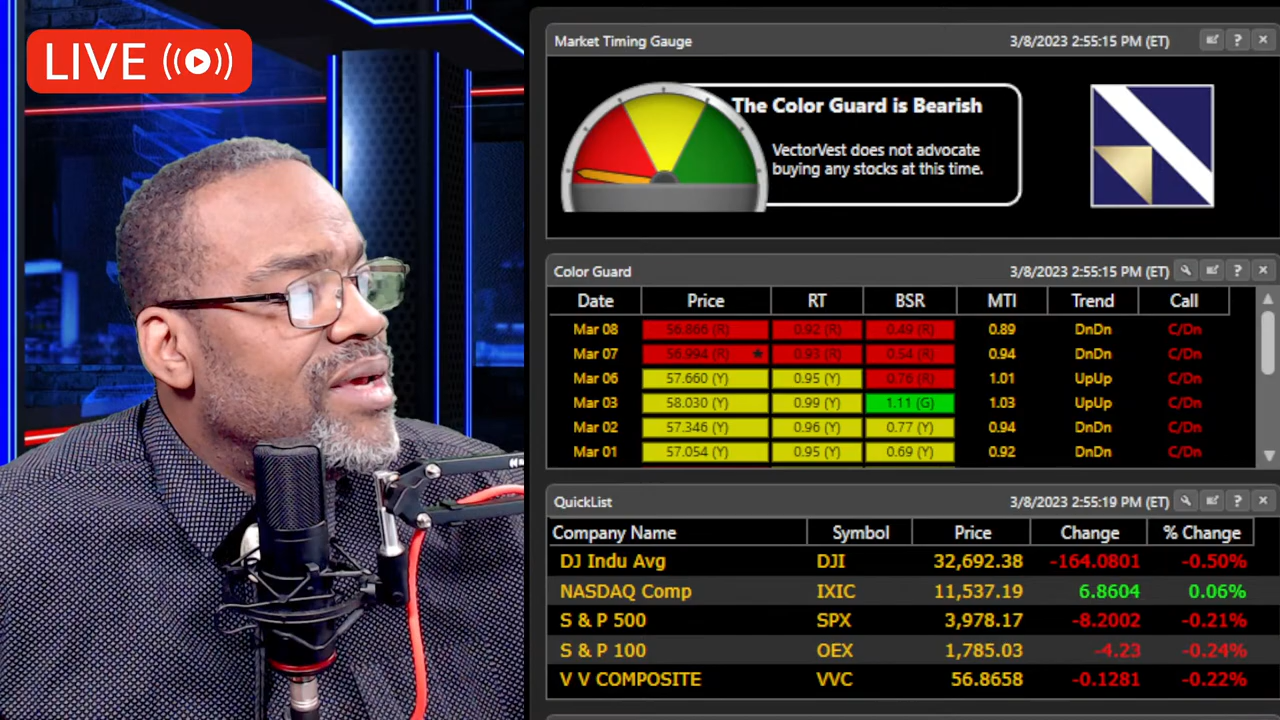 LIVE
Market Timing Gauge 3/8/2023 2:55:15 PM (ET) ?
The Color Guard is Bearish
VectorVest does not advocate
buying any stocks at this time.
Color Guard 3/8/2023 2:55:15 PM (ET) ?
Date Price RT BSR MTI Trend Call
Mar 08 56.866 (R) 0.92 (R) 0.49 (R) 0.89 DnDn C/Dn
Mar 07 56.994 (R) ★ 0.93 (R) 0.54 (R) 0.94 DnDn C/Dn
Mar 06 57.660 (Y) 0.95 (Y) 0.76 (R) 1.01 UpUp C/Dn
Mar 03 58.030 (Y) 0.99 (Y) 1.11 (G) 1.03 UpUp C/Dn
Mar 02 57.346 (Y) 0.96 (Y) 0.77 (Y) 0.94 DnDn C/Dn
Mar 01 57.054 (Y) 0.95 (Y) 0.69 (Y) 0.92 DnDn C/Dn
QuickList 3/8/2023 2:55:19 PM (ET) ?
Company Name Symbol Price Change % Change
DJ Indu Avg DJI 32,692.38 -164.0801 -0.50%
NASDAQ Comp IXIC 11,537.19 6.8604 0.06%
S & P 500 SPX 3,978.17 -8.2002 -0.21%
S & P 100 OEX 1,785.03 -4.23 -0.24%
V V COMPOSITE VVC 56.8658 -0.1281 -0.22%